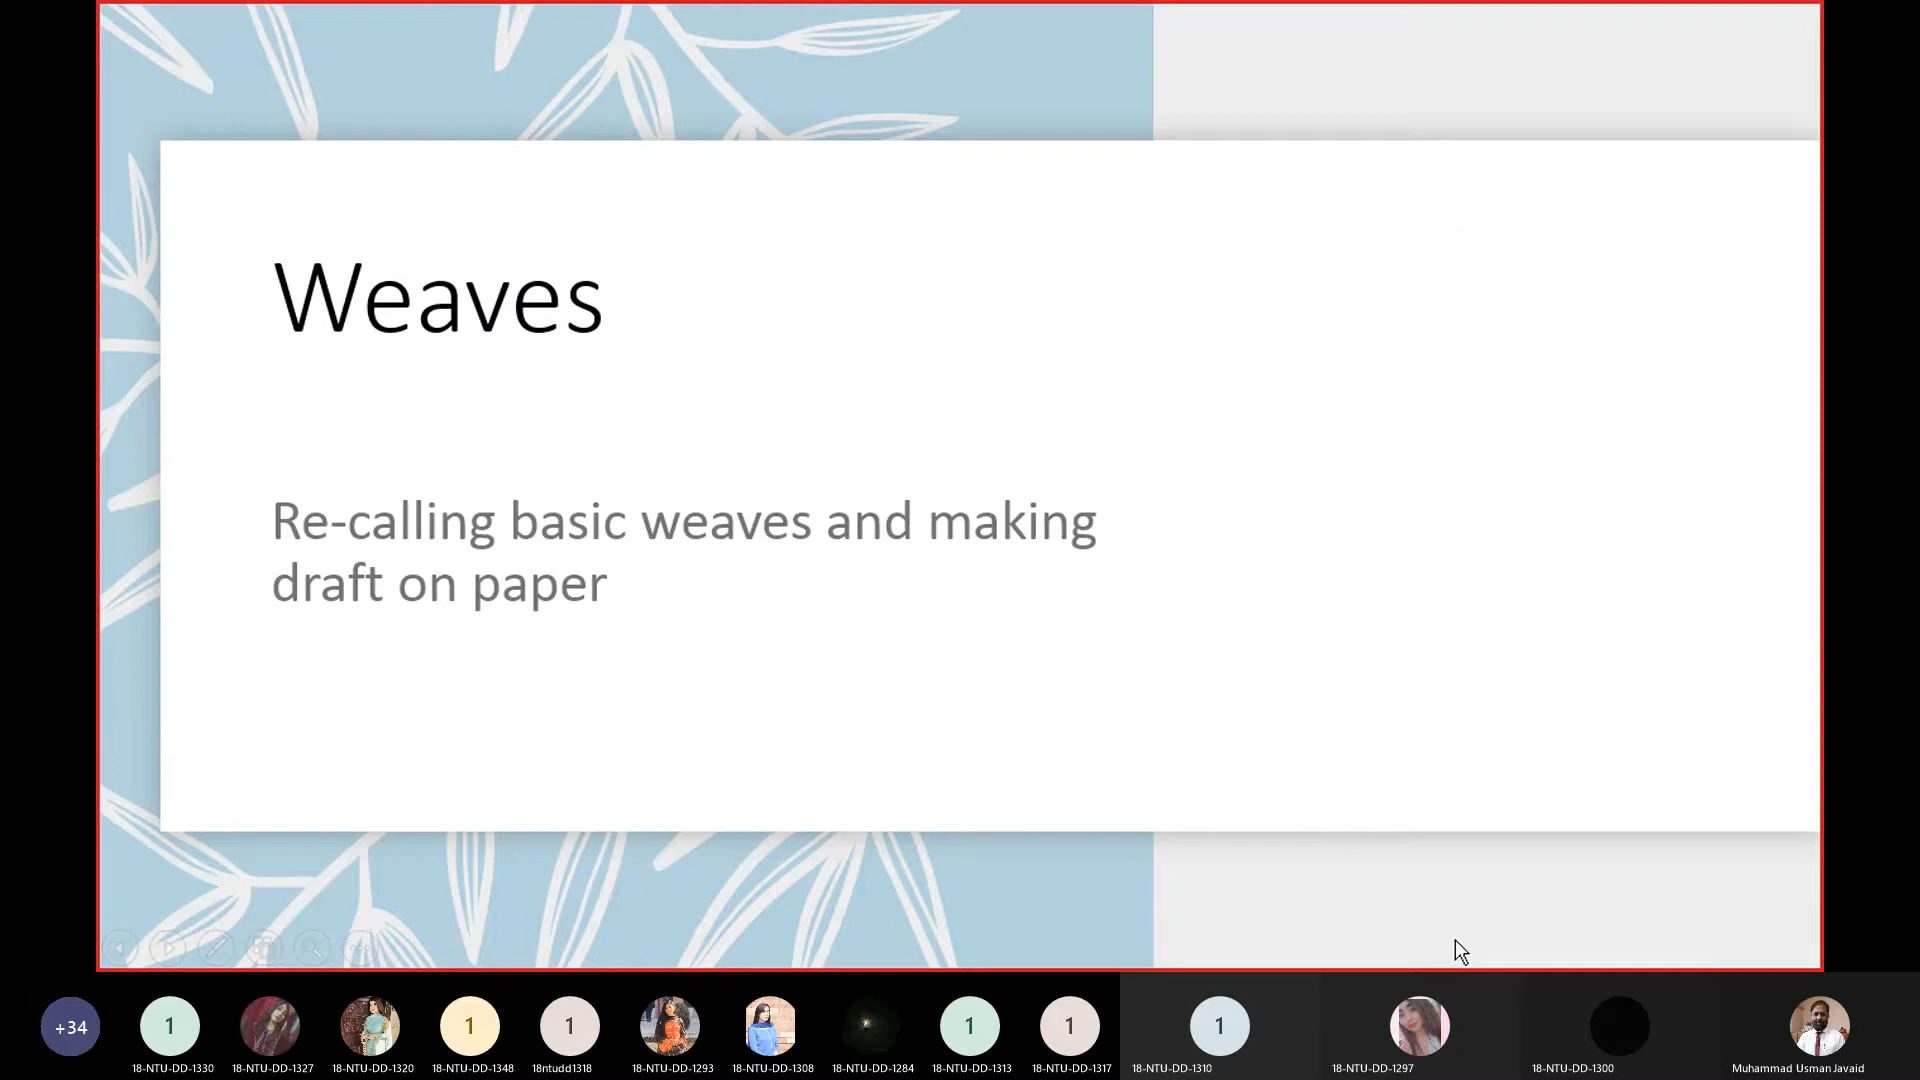 Weaves
Re-calling basic weaves and making
draft on paper
+34
1
1
1
1
1
1
18-NTU-DD-1330
18-NTU-DD-1327
18-NTU-DD-1320
18-NTU-DD-1348
18ntudd1318
18-NTU-DD-1293
18-NTU-DD-1308
18-NTU-DD-1284
18-NTU-DD-1313
18-NTU-DD-1317
18-NTU-DD-1310
18-NTU-DD-1297
18-NTU-DD-1300
Muhammad Usman Javaid